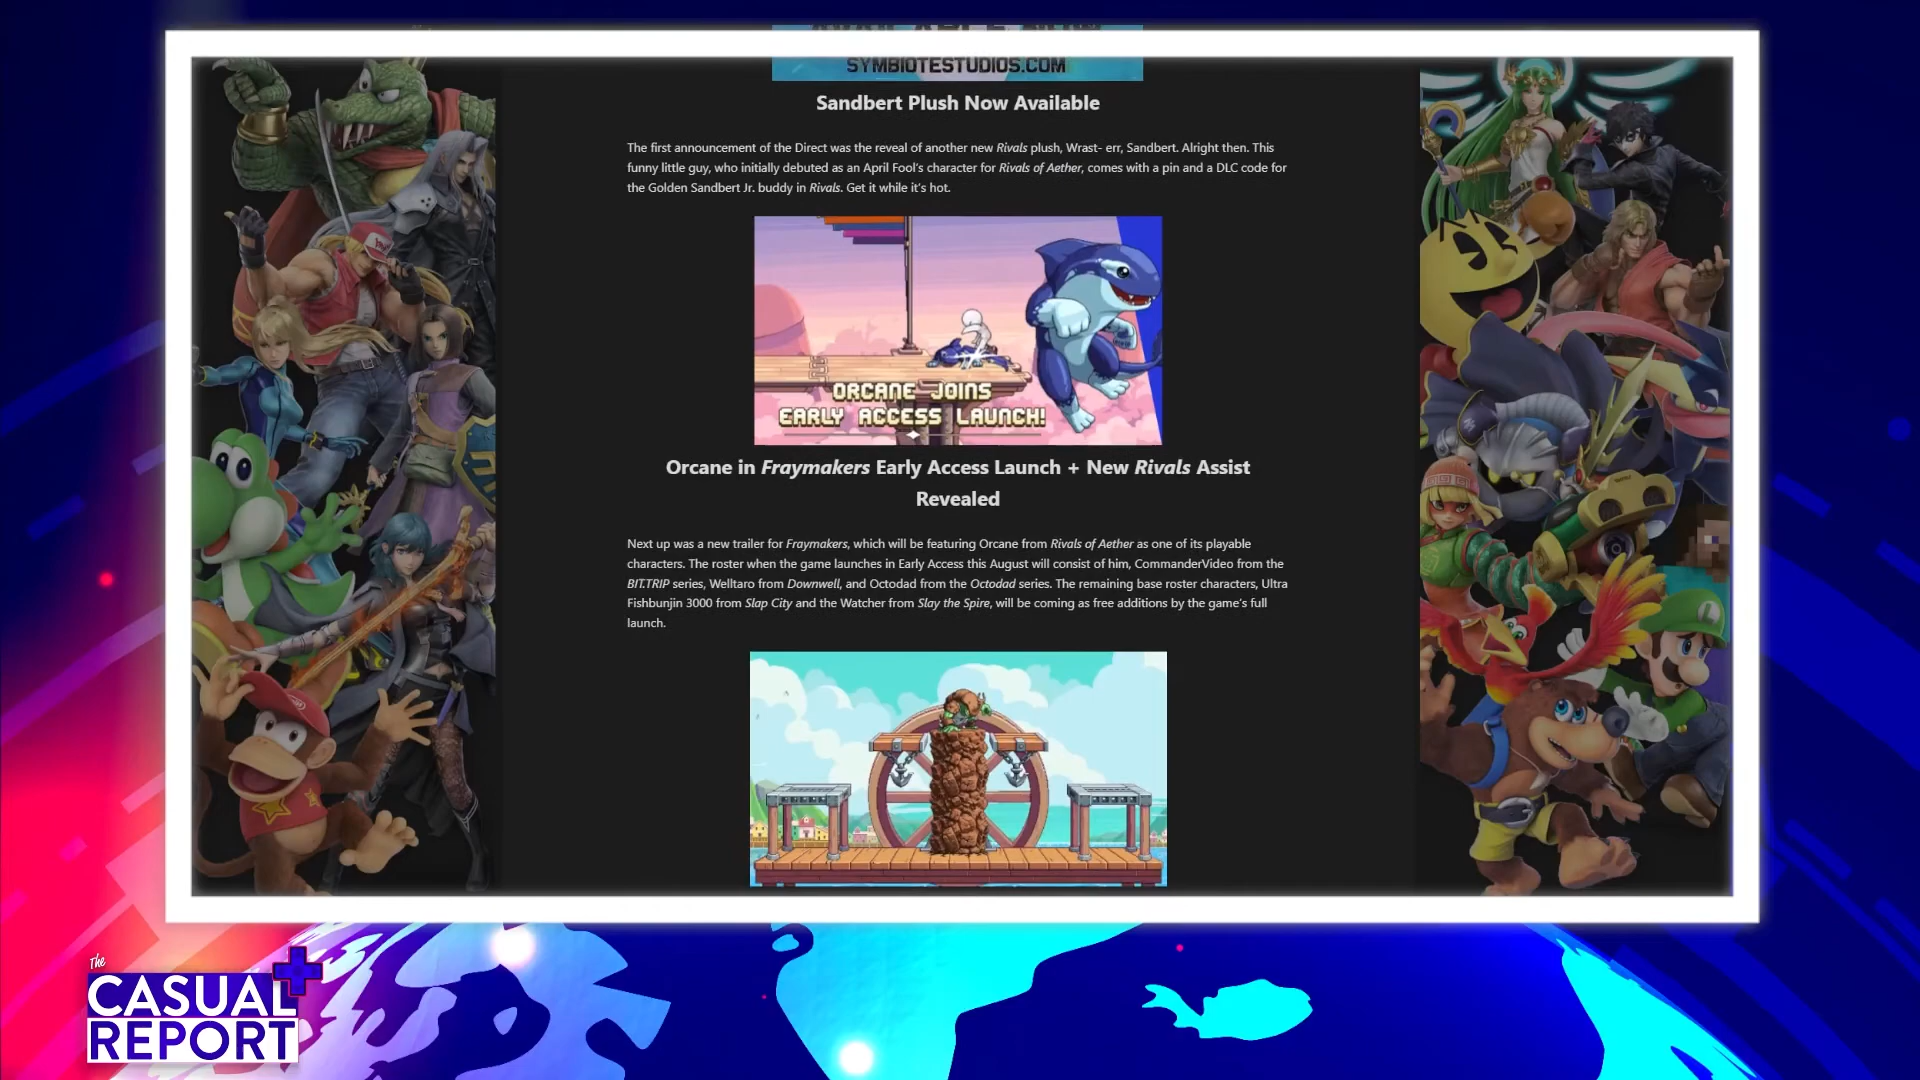 SYMBIOTESTUDIOS.COM
Sandbert Plush Now Available
The first announcement of the Direct was the reveal of another new Rivals plush, Wrast- err, Sandbert. Alright then. This
funny little guy, who initially debuted as an April Fool's character for Rivals of Aether, comes with a pin and a DLC code for
the Golden Sandbert Jr. buddy in Rivals. Get it while it's hot.
ORCANE JOINS
EARLY ACCESS LAUNCH!
Orcane in Fraymakers Early Access Launch + New Rivals Assist
Revealed
Next up was a new trailer for Fraymakers, which will be featuring Orcane from Rivals of Aether as one of its playable
characters. The roster when the game launches in Early Access this August will consist of him, CommanderVideo from the
BIT.TRIP series, Welltaro from Downwell, and Octodad from the Octodad series. The remaining base roster characters, Ultra
Fishbunjin 3000 from Slap City and the Watcher from Slay the Spire, will be coming as free additions by the game's full
launch.
The
CASUAL
REPORT